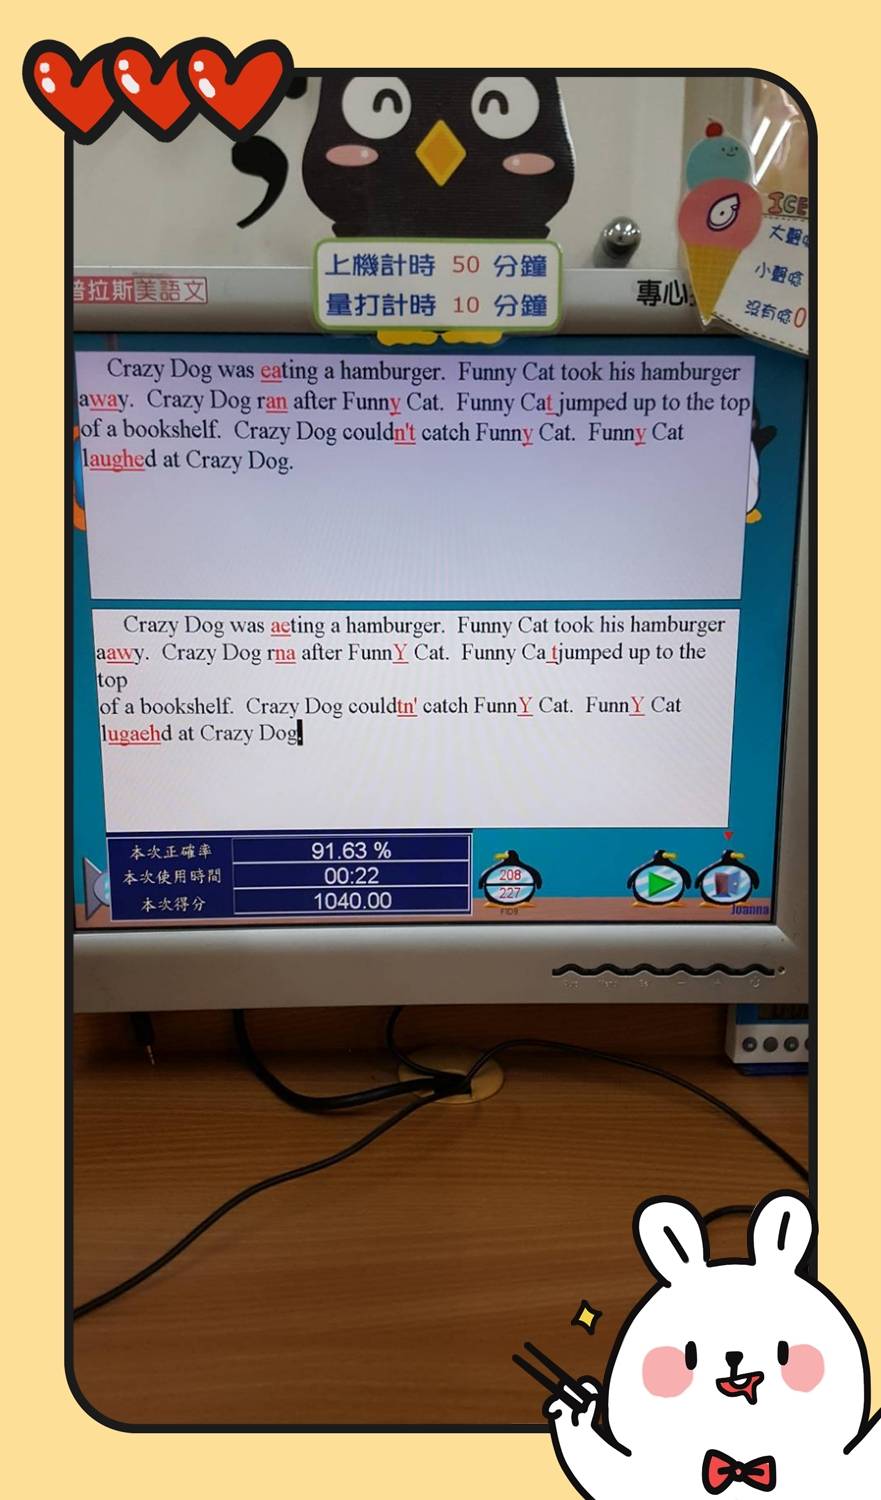 上機計時 50 分鐘
量打計時 10 分鐘
普拉斯美語文
專心
ICE
大
小
沒有 0
Crazy Dog was eating a hamburger.  Funny Cat took his hamburger
away.  Crazy Dog ran after Funny Cat.  Funny Cat jumped up to the top
of a bookshelf.  Crazy Dog couldn't catch Funny Cat.  Funny Cat
laughed at Crazy Dog.
Crazy Dog was aeting a hamburger.  Funny Cat took his hamburger
aawy.  Crazy Dog rna after FunnY Cat.  Funny Ca tjumped up to the
top
of a bookshelf.  Crazy Dog couldtn' catch FunnY Cat.  FunnY Cat
lugaehd at Crazy Dog.
本次正確率 91.63 %
本次使用時間 00:22
本次得分 1040.00
208
227
Joanna